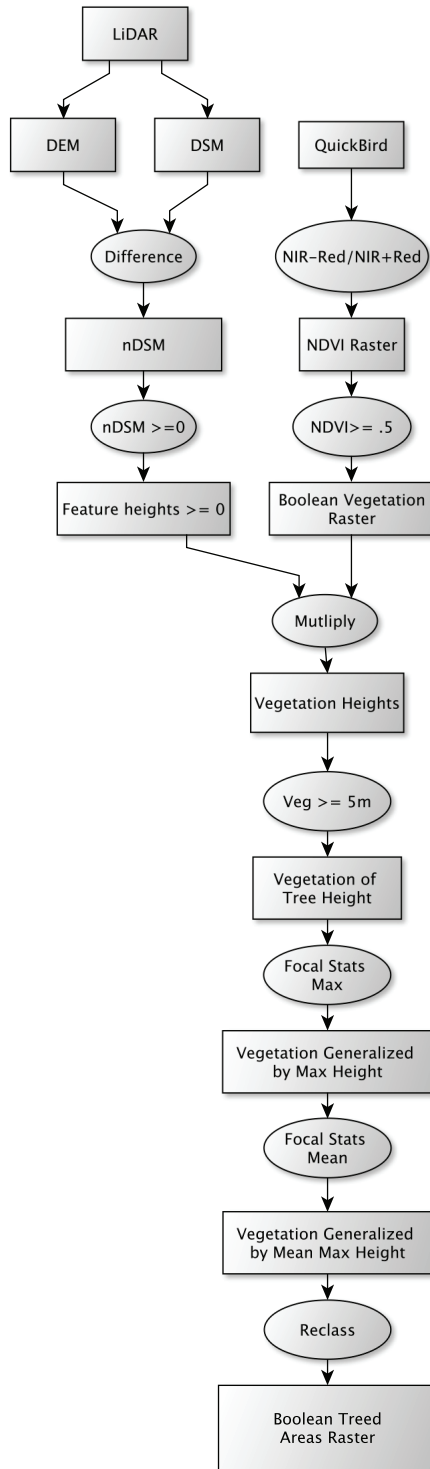 LiDAR
DEM
DSM
QuickBird
Difference
NIR-Red/NIR+Red
nDSM
NDVI Raster
nDSM >=0
NDVI>= .5
Feature heights >= 0
Boolean Vegetation
Raster
Mutliply
Vegetation Heights
Veg >= 5m
Vegetation of
Tree Height
Focal Stats
Max
Vegetation Generalized
by Max Height
Focal Stats
Mean
Vegetation Generalized
by Mean Max Height
Reclass
Boolean Treed
Areas Raster